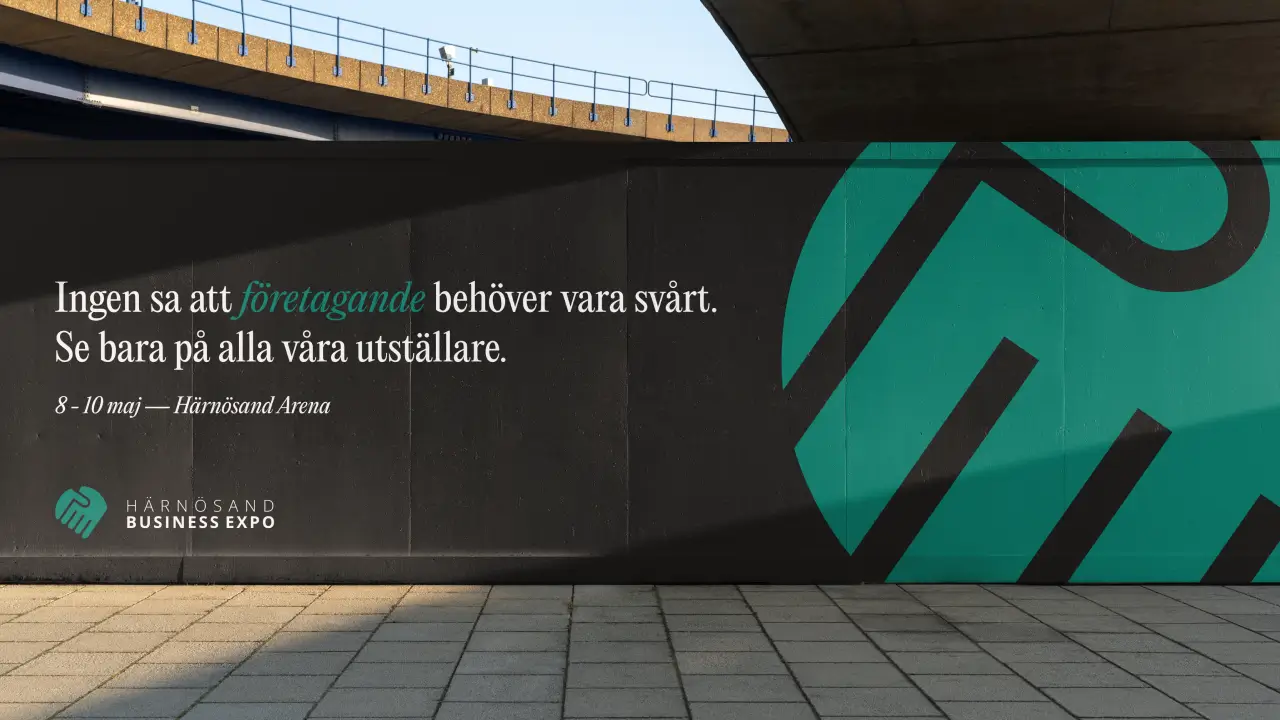 Ingen sa att företagande behöver vara svårt.
Se bara på alla våra utställare.
8 - 10 maj — Härnösand Arena
HÄRNÖSAND
BUSINESS EXPO